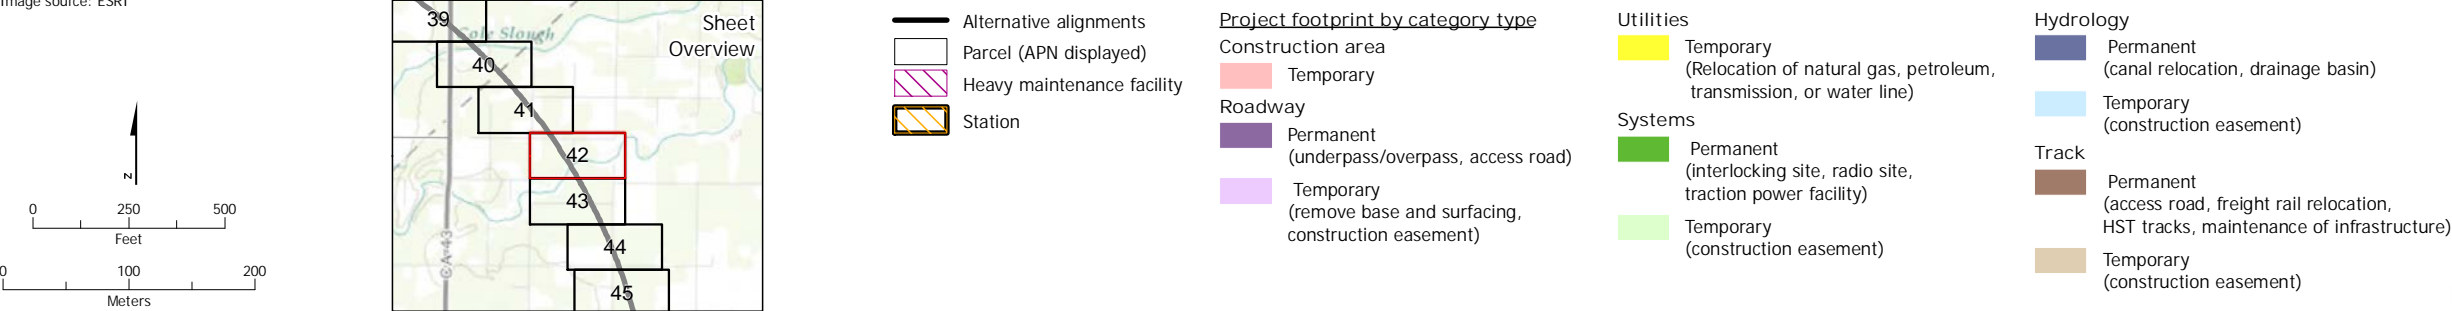 Image source: ESRI
N
0 250 500
Feet
0 100 200
Meters
Sheet
Overview
Cole Slough
CA-43
39
40
41
42
43
44
45
Alternative alignments
Parcel (APN displayed)
Heavy maintenance facility
Station
Project footprint by category type
Construction area
Temporary
Roadway
Permanent
(underpass/overpass, access road)
Temporary
(remove base and surfacing,
construction easement)
Utilities
Temporary
(Relocation of natural gas, petroleum,
transmission, or water line)
Systems
Permanent
(interlocking site, radio site,
traction power facility)
Temporary
(construction easement)
Hydrology
Permanent
(canal relocation, drainage basin)
Temporary
(construction easement)
Track
Permanent
(access road, freight rail relocation,
HST tracks, maintenance of infrastructure)
Temporary
(construction easement)